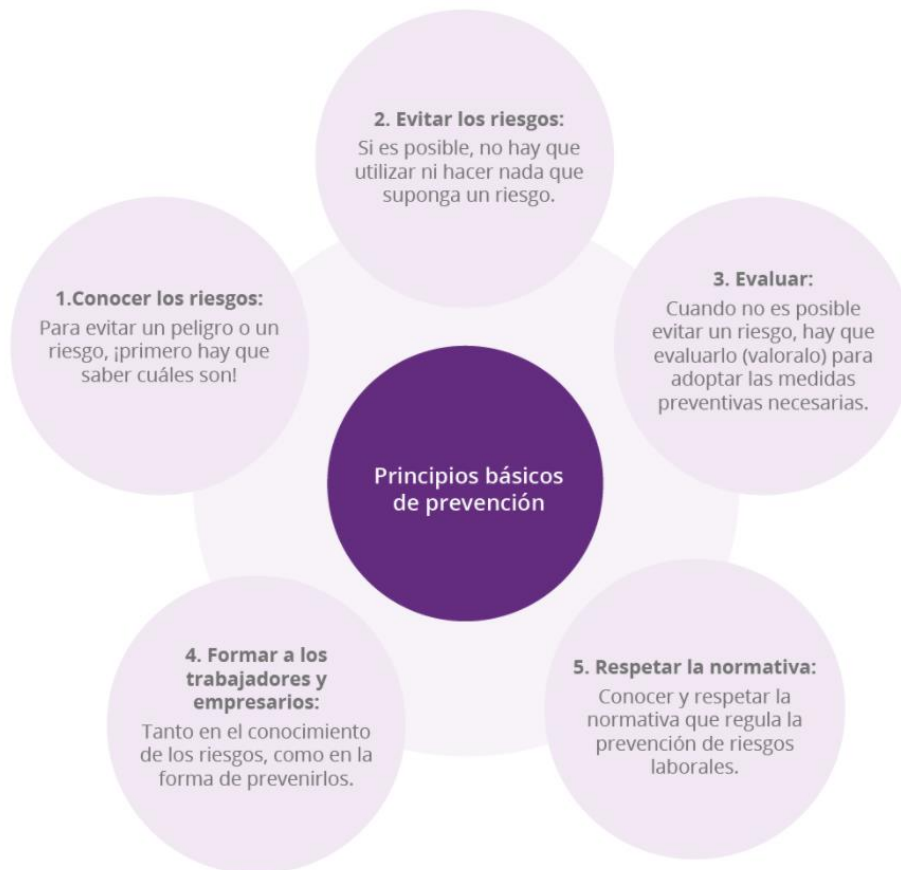 2. Evitar los riesgos:
Si es posible, no hay que
utilizar ni hacer nada que
suponga un riesgo.
1.Conocer los riesgos:
Para evitar un peligro o un
riesgo, ¡primero hay que
saber cuáles son!
3. Evaluar:
Cuando no es posible
evitar un riesgo, hay que
evaluarlo (valoralo) para
adoptar las medidas
preventivas necesarias.
Principios básicos
de prevención
4. Formar a los
trabajadores y
empresarios:
Tanto en el conocimiento
de los riesgos, como en la
forma de prevenirlos.
5. Respetar la normativa:
Conocer y respetar la
normativa que regula la
prevención de riesgos
laborales.